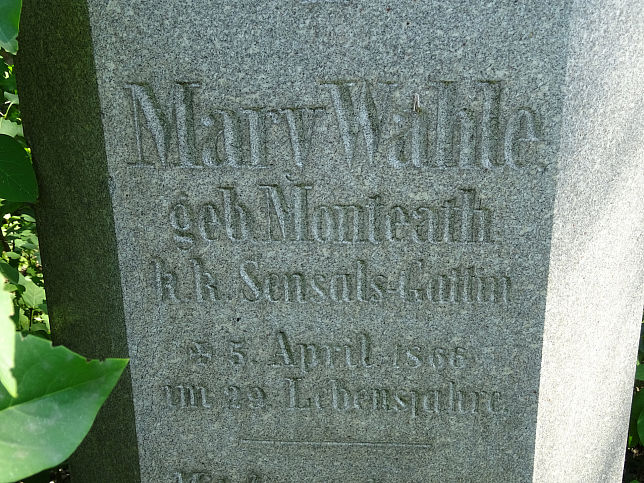 Mary Wahle,
geb. Monteath
k. k. Sensals-Gattin
5. April 1866
im 29. Lebensjahre.